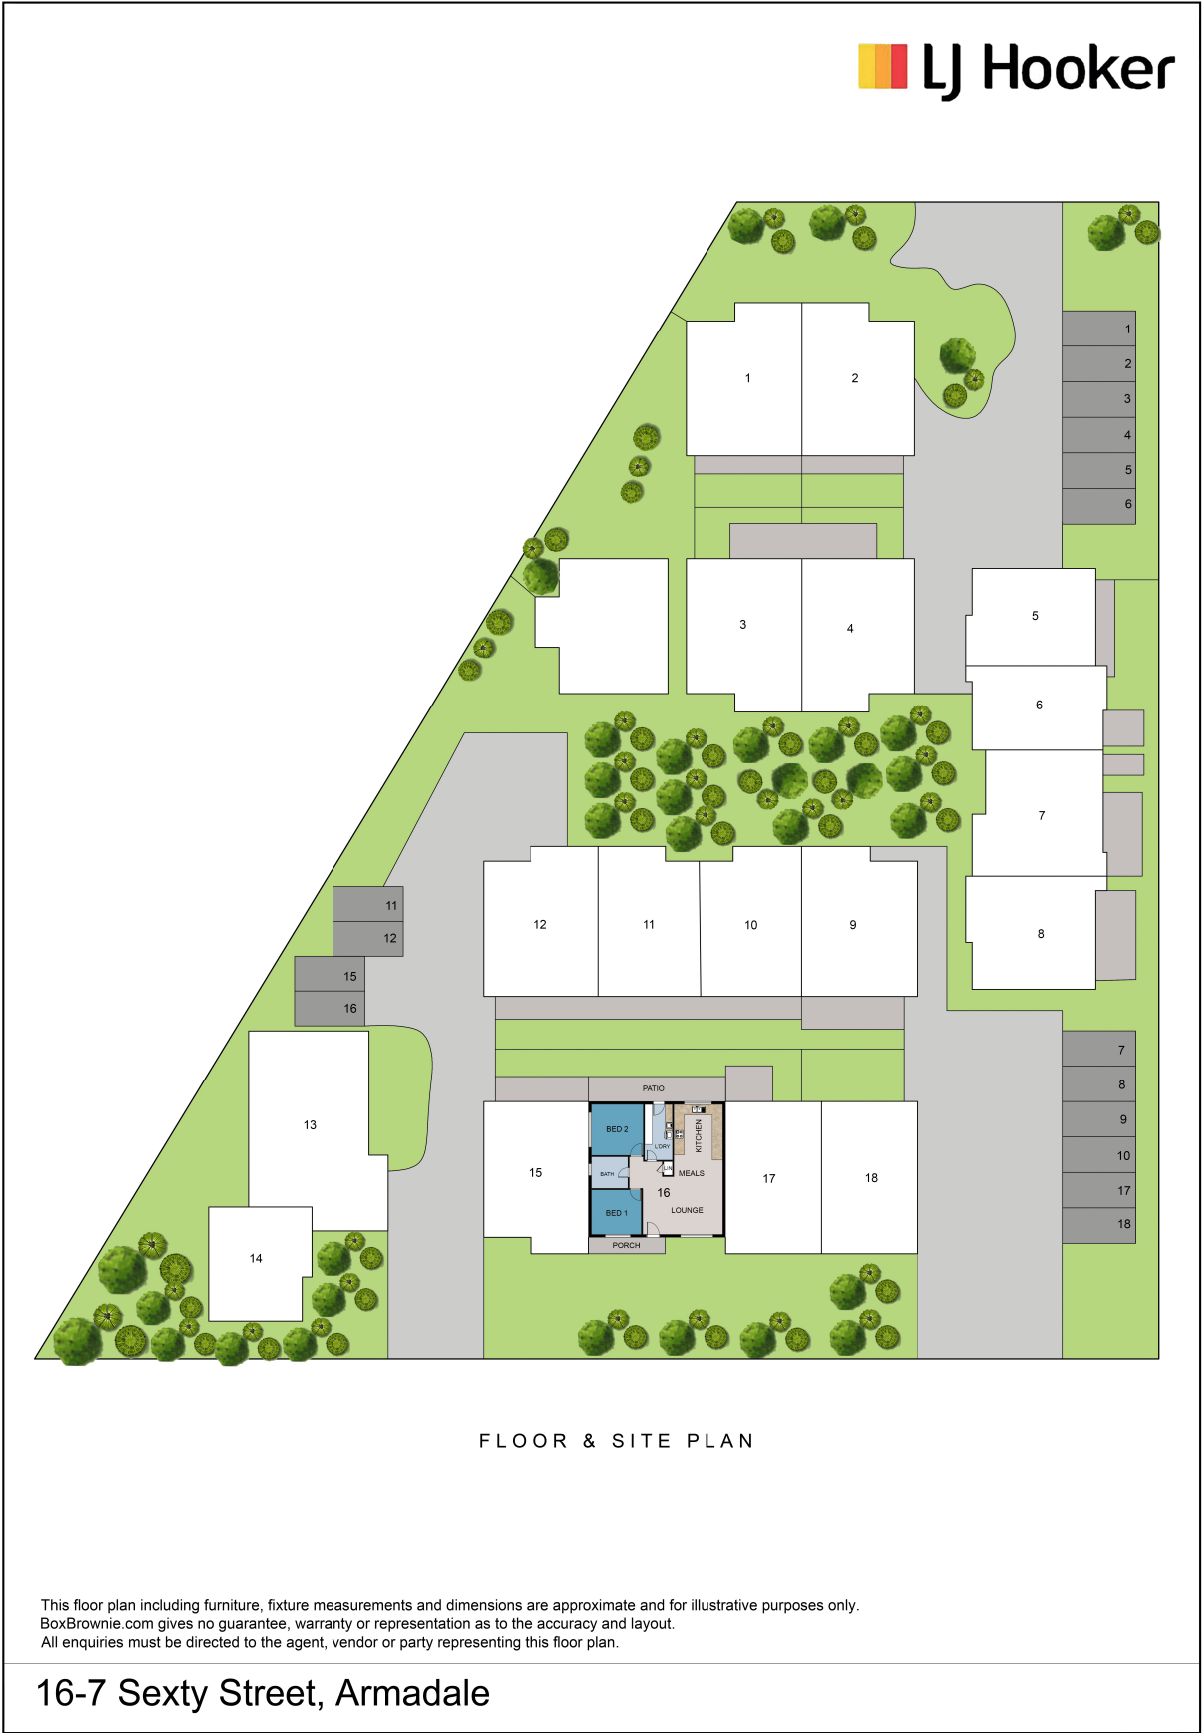 LJ Hooker
1
2
3
4
5
6
1
2
3
4
5
6
7
8
12
11
10
9
11
12
15
16
13
14
7
8
9
10
17
18
PATIO
BED 2
L'DRY
KITCHEN
BATH
LIN
MEALS
15
16
17
18
BED 1
LOUNGE
PORCH
FLOOR & SITE PLAN
This floor plan including furniture, fixture measurements and dimensions are approximate and for illustrative purposes only.
BoxBrownie.com gives no guarantee, warranty or representation as to the accuracy and layout.
All enquiries must be directed to the agent, vendor or party representing this floor plan.
16-7 Sexty Street, Armadale